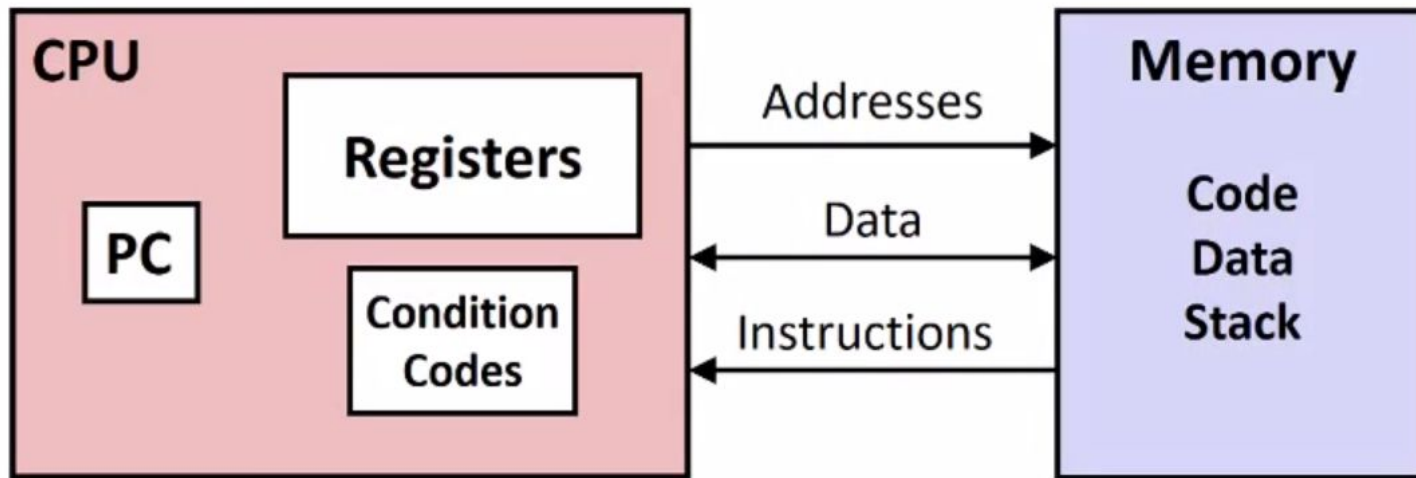 CPU
Registers
PC
Condition
Codes
Addresses
Data
Instructions
Memory
Code
Data
Stack